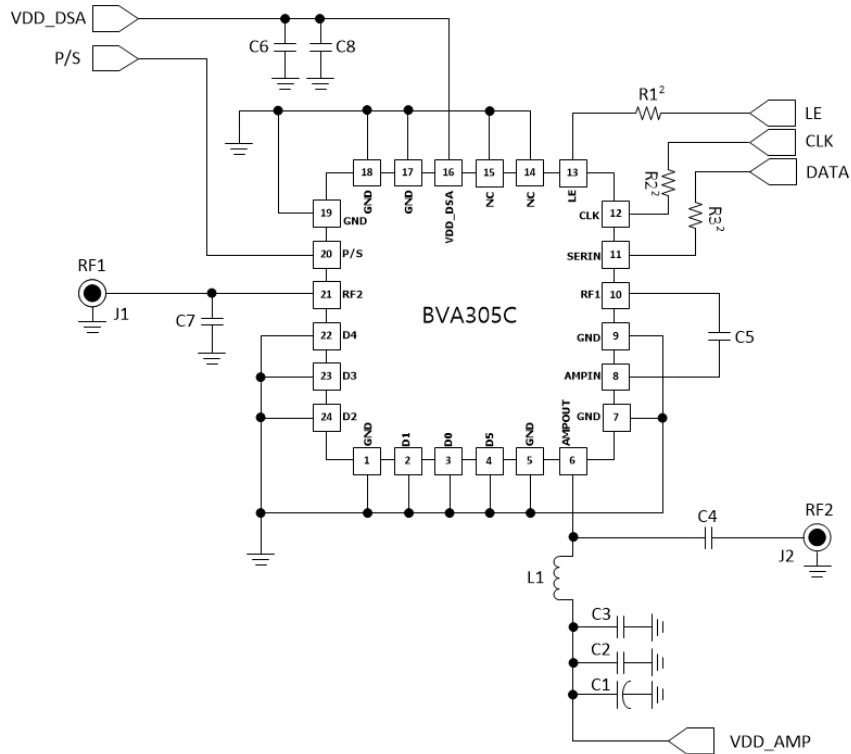 VDD_DSA
P/S
C6
C8
R1²
LE
CLK
DATA
R2²
R3²
18
17
16
15
14
13
GND
GND
VDD_DSA
NC
NC
LE
19
GND
CLK
12
20
P/S
SERIN
11
RF1
J1
C7
21
RF2
RF1
10
BVA305C
22
D4
GND
9
C5
23
D3
AMPIN
8
24
D2
GND
7
GND
D1
D0
D5
GND
AMPOUT
1
2
3
4
5
6
C4
RF2
J2
L1
C3
C2
C1
VDD_AMP